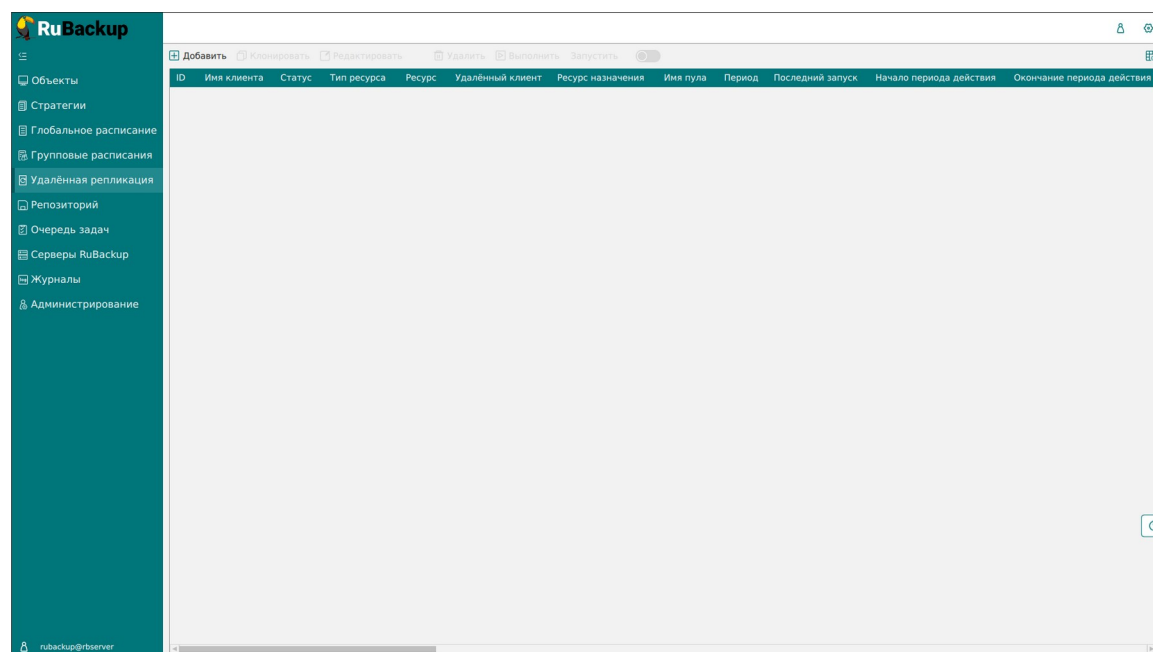 RuBackup
Добавить Клонировать Редактировать Удалить Выполнить Запустить
ID Имя клиента Статус Тип ресурса Ресурс Удалённый клиент Ресурс назначения Имя пула Период Последний запуск Начало периода действия Окончание периода действия
Объекты
Стратегии
Глобальное расписание
Групповые расписания
Удалённая репликация
Репозиторий
Очередь задач
Серверы RuBackup
Журналы
Администрирование
rubackup@rbserver